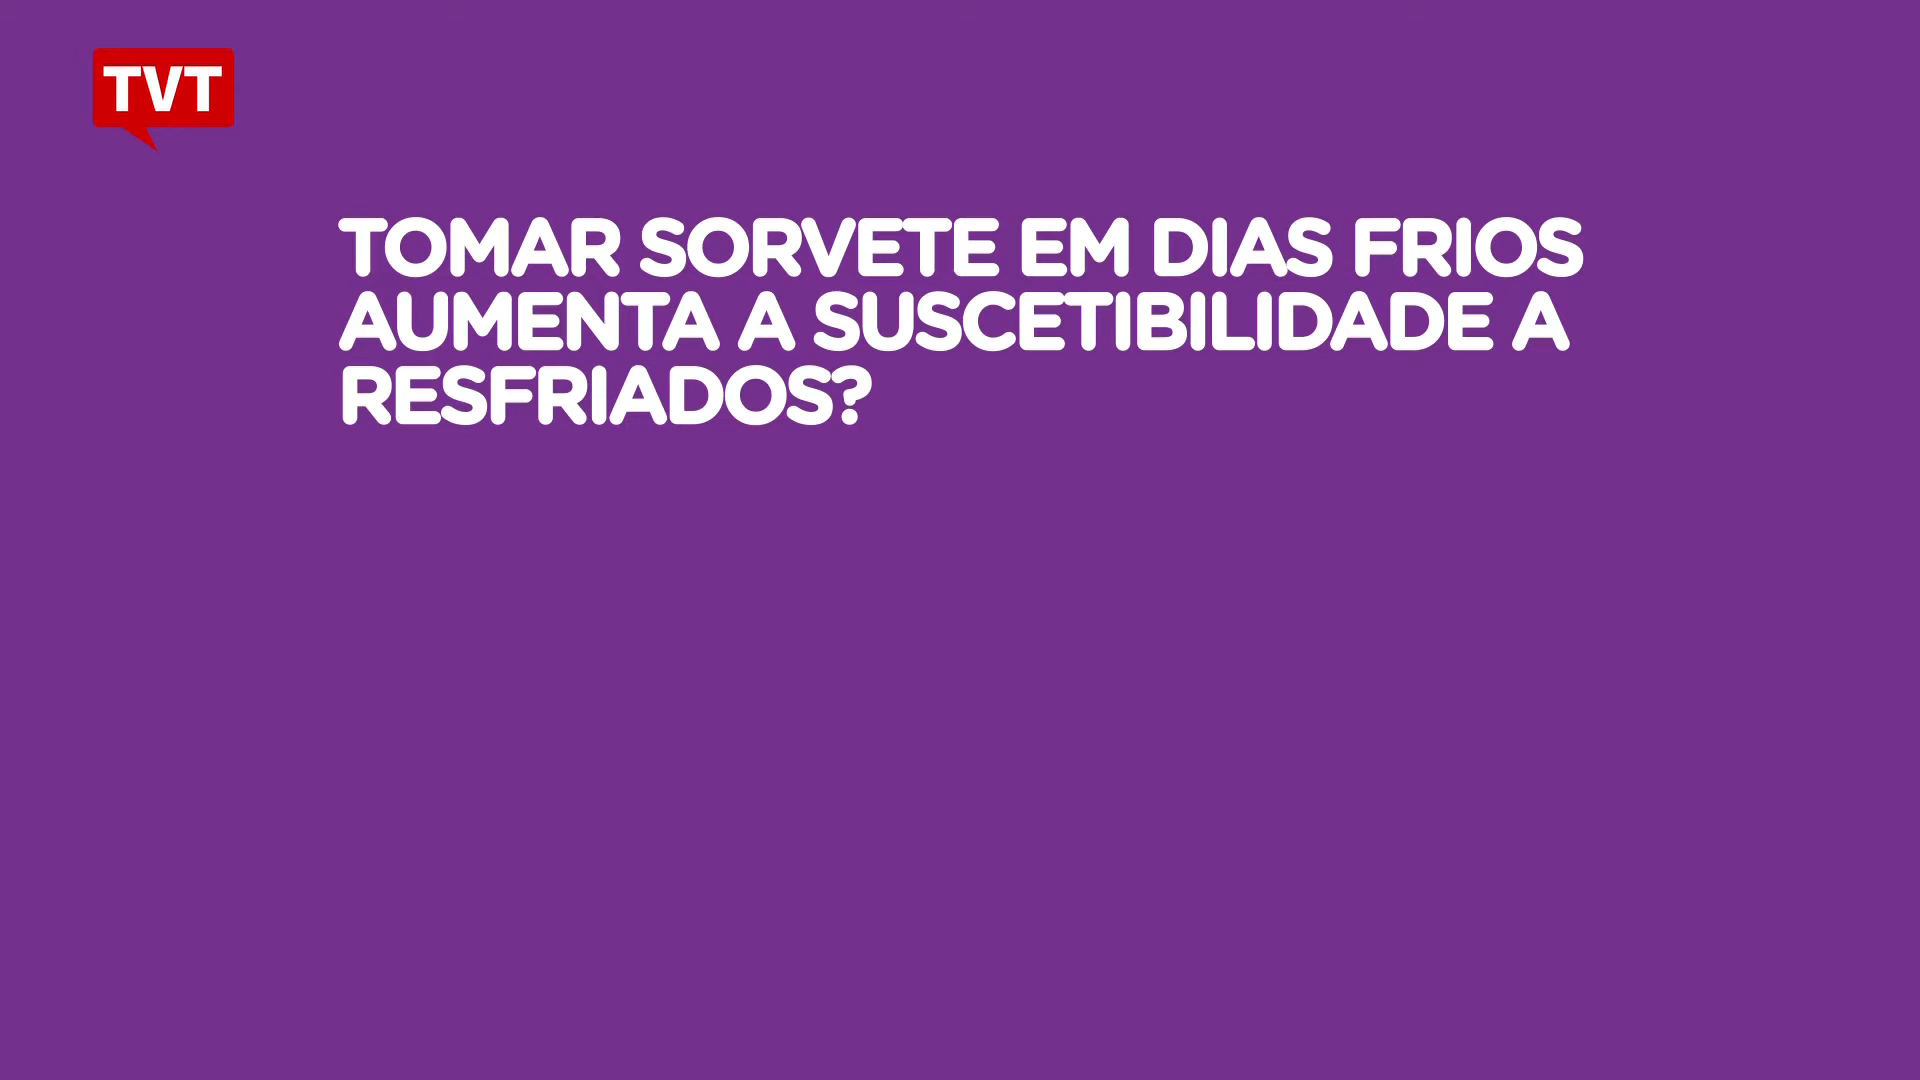 TVT
TOMAR SORVETE EM DIAS FRIOS
AUMENTA A SUSCETIBILIDADE A
RESFRIADOS?